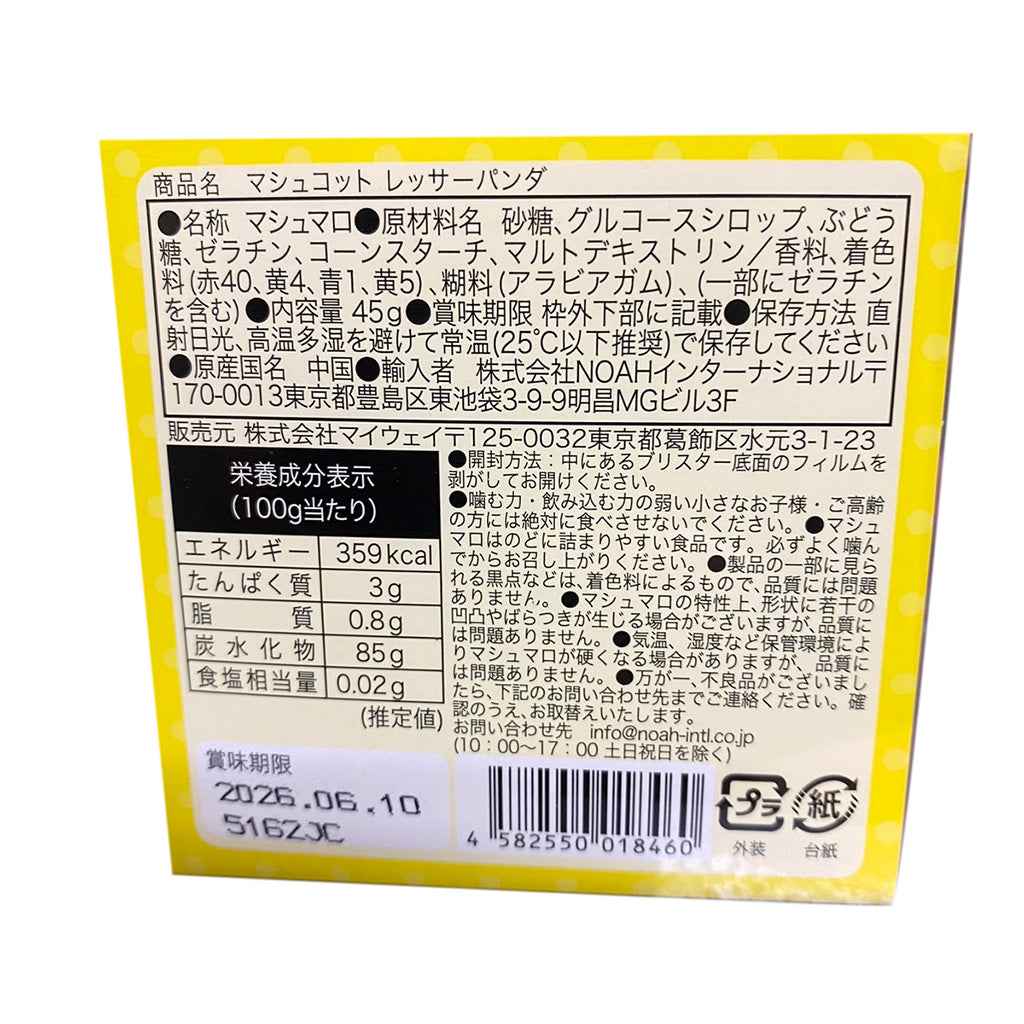 商品名 マシュコット レッサーパンダ
●名称 マシュマロ●原材料名 砂糖、グルコースシロップ、ぶどう
糖、ゼラチン、コーンスターチ、マルトデキストリン／香料、着色
料(赤40、黄4、青1、黄5)、糊料(アラビアガム)、(一部にゼラチン
を含む)●内容量 45g●賞味期限 枠外下部に記載●保存方法 直
射日光、高温多湿を避けて常温(25℃以下推奨)で保存してください
●原産国名 中国●輸入者 株式会社NOAHインターナショナル〒
170-0013東京都豊島区東池袋3-9-9明昌MGビル3F
販売元 株式会社マイウェイ〒125-0032東京都葛飾区水元3-1-23
栄養成分表示
(100g当たり)
エネルギー 359kcal
たんぱく質 3g
脂質 0.8g
炭水化物 85g
食塩相当量 0.02g
(推定値)
●開封方法：中にあるブリスター底面のフィルムを
剥がしてお開けください。
●噛む力・飲み込む力の弱い小さなお子様・ご高齢
の方には絶対に食べさせないでください。●マシュ
マロはのどに詰まりやすい食品です。必ずよく噛ん
でからお召し上がりください。●製品の一部に見ら
れる黒点などは、着色料によるもので、品質には問題
ありません。●マシュマロの特性上、形状に若干の
凹凸やばらつきが生じる場合がございますが、品質に
は問題ありません。●気温、湿度など保管環境によ
りマシュマロが硬くなる場合がありますが、品質に
は問題ありません。●万が一、不良品がございまし
たら、下記のお問い合わせ先までご連絡ください。確
認のうえ、お取替えいたします。
お問い合わせ先 info@noah-intl.co.jp
(10：00～17：00 土日祝日を除く)
賞味期限
2026.06.10
5162JC
4 582550 018460
プラ
外装
紙
台紙